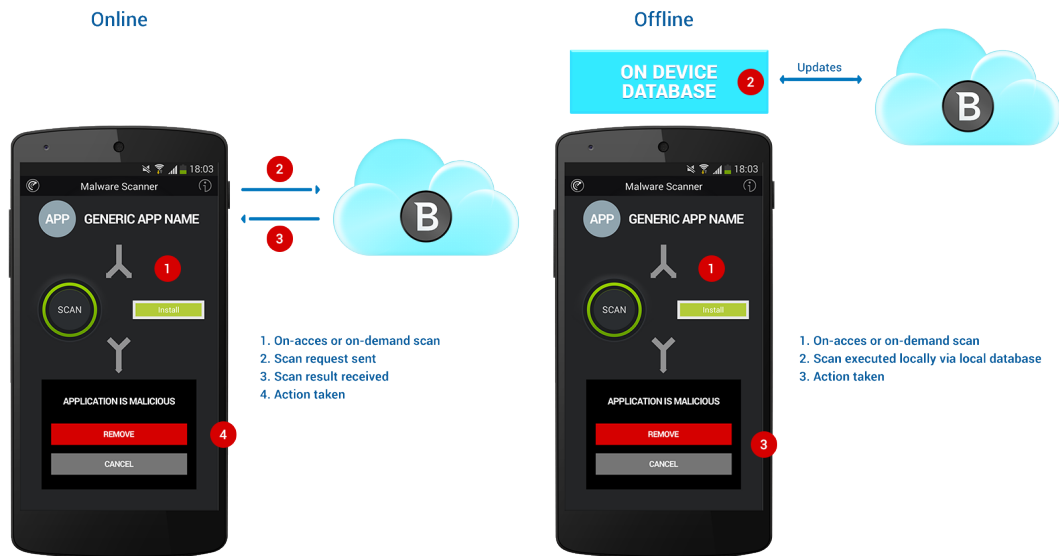 Online
2
3
B
18:03
Malware Scanner
APP GENERIC APP NAME
1
SCAN
Install
APPLICATION IS MALICIOUS
REMOVE
4
CANCEL
1. On-acces or on-demand scan
2. Scan request sent
3. Scan result received
4. Action taken
Offline
ON DEVICE
DATABASE
2
Updates
B
18:03
Malware Scanner
APP GENERIC APP NAME
1
SCAN
Install
APPLICATION IS MALICIOUS
REMOVE
3
CANCEL
1. On-acces or on-demand scan
2. Scan executed locally via local database
3. Action taken